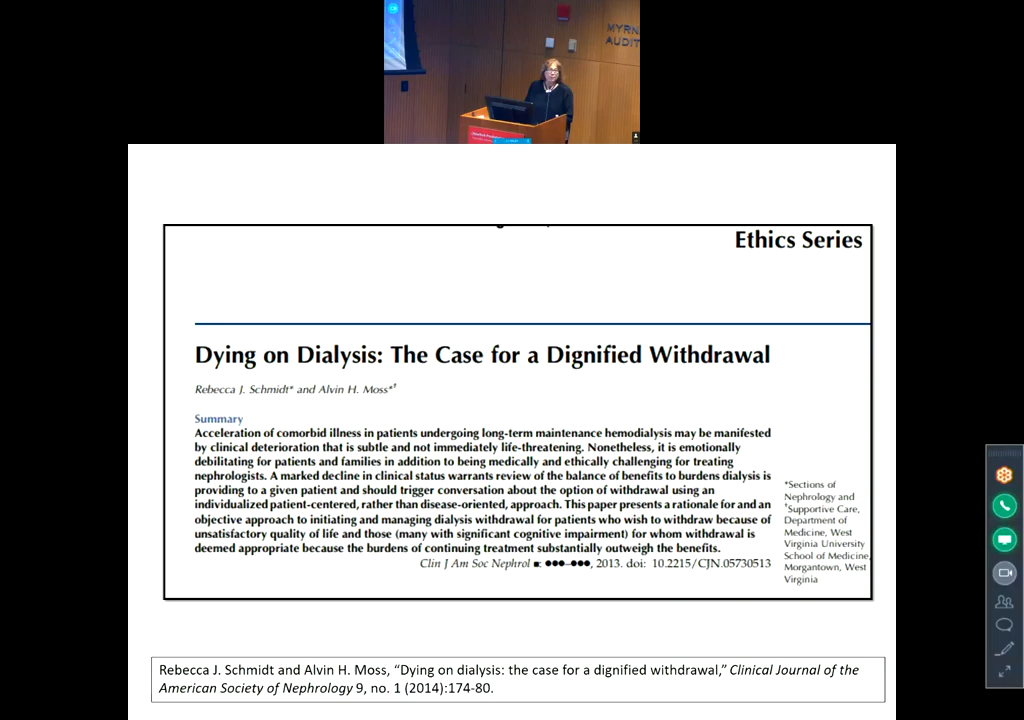 MYRN
AUDIT
Ethics Series
Dying on Dialysis: The Case for a Dignified Withdrawal
Rebecca J. Schmidt* and Alvin H. Moss*†
Summary
Acceleration of comorbid illness in patients undergoing long-term maintenance hemodialysis may be manifested
by clinical deterioration that is subtle and not immediately life-threatening. Nonetheless, it is emotionally
debilitating for patients and families in addition to being medically and ethically challenging for treating
nephrologists. A marked decline in clinical status warrants review of the balance of benefits to burdens dialysis is
providing to a given patient and should trigger conversation about the option of withdrawal using an
individualized patient-centered, rather than disease-oriented, approach. This paper presents a rationale for and an
objective approach to initiating and managing dialysis withdrawal for patients who wish to withdraw because of
unsatisfactory quality of life and those (many with significant cognitive impairment) for whom withdrawal is
deemed appropriate because the burdens of continuing treatment substantially outweigh the benefits.
Clin J Am Soc Nephrol ■: ●●●–●●●, 2013. doi: 10.2215/CJN.05730513
*Sections of
Nephrology and
†Supportive Care,
Department of
Medicine, West
Virginia University
School of Medicine,
Morgantown, West
Virginia
Rebecca J. Schmidt and Alvin H. Moss, “Dying on dialysis: the case for a dignified withdrawal,” Clinical Journal of the
American Society of Nephrology 9, no. 1 (2014):174-80.